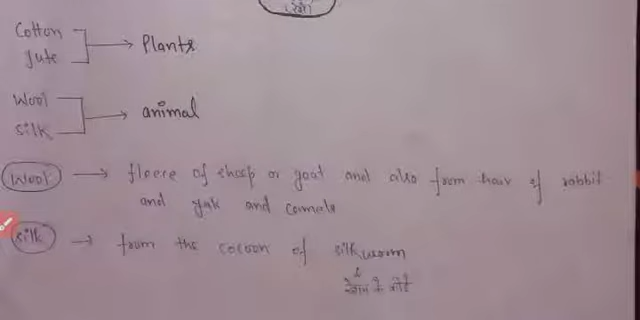 (रेशे)
Cotton
Jute → Plants
Wool
silk → animal
Wool → fleere of sheep or goat and also from hair of rabbit
and yak and camels
silk → from the cocoon of silkworm
रेशम के कीड़े